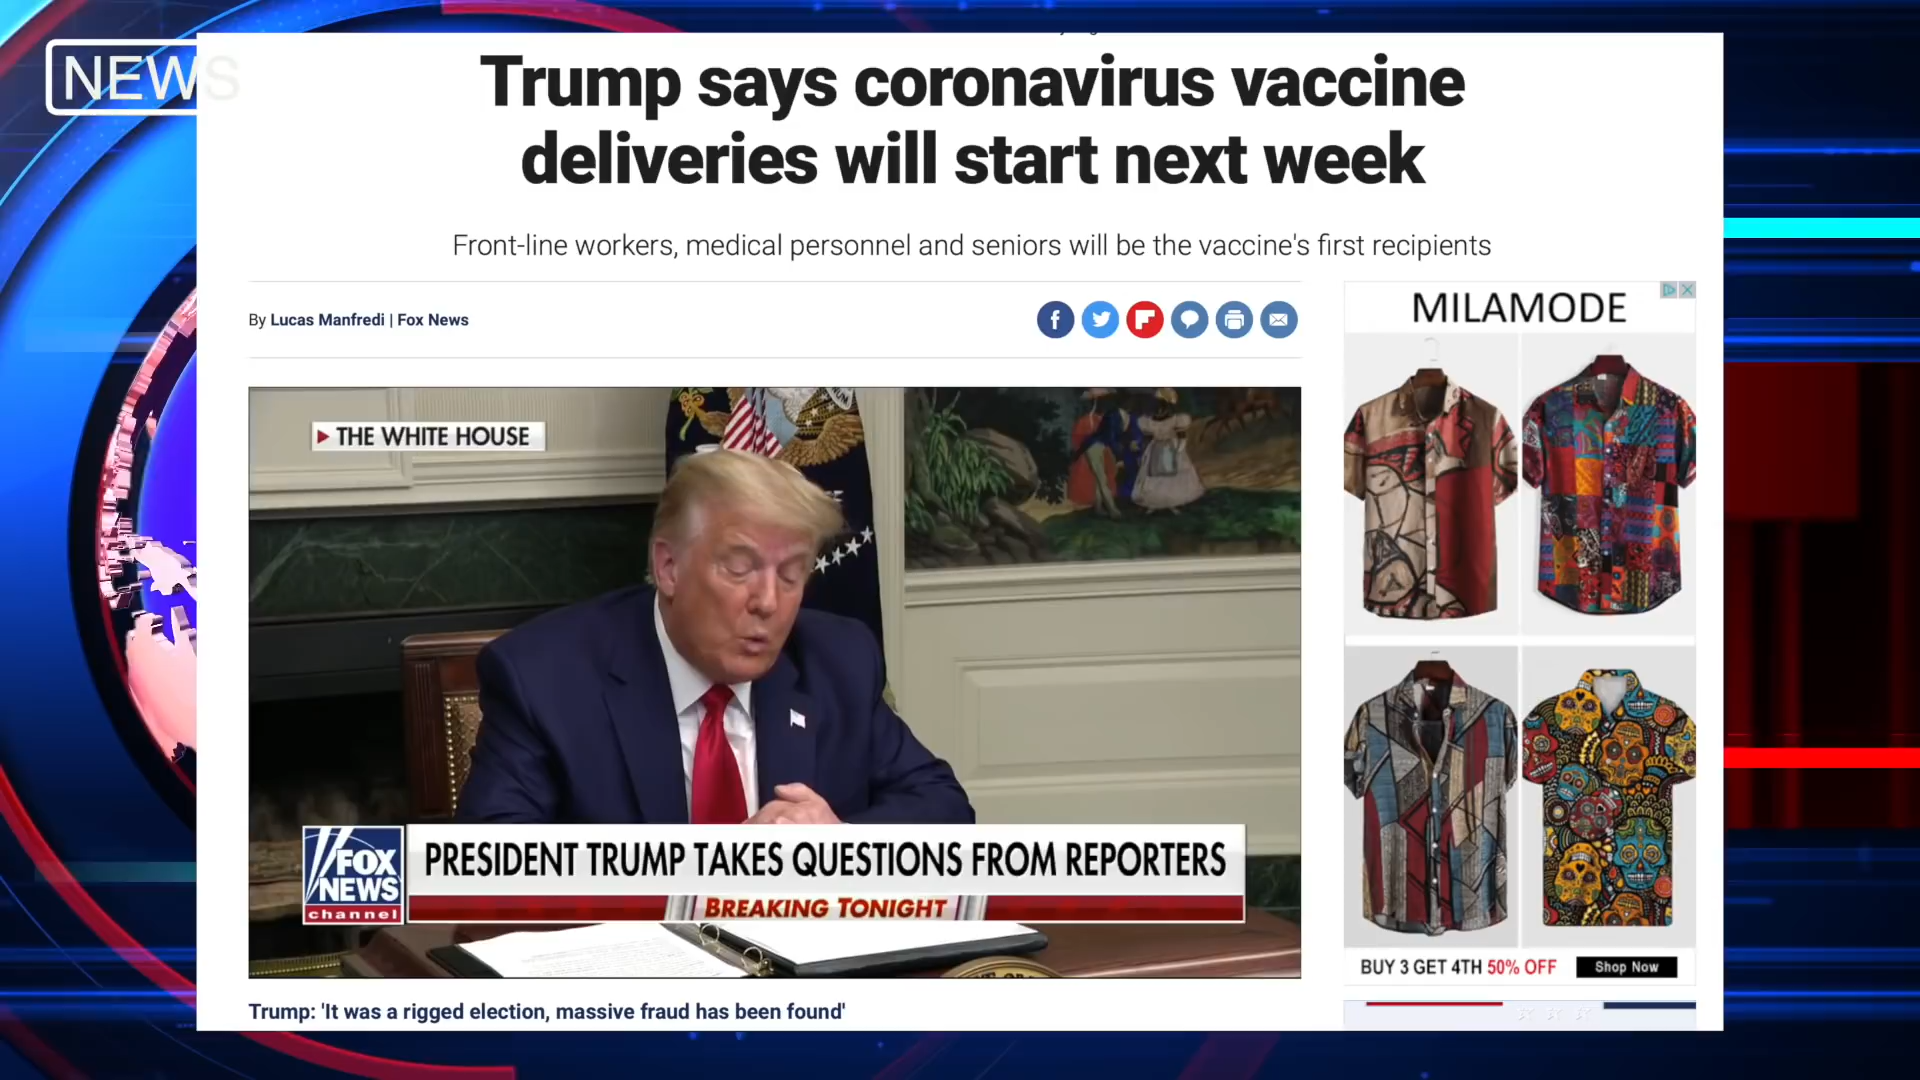 NEWS
Trump says coronavirus vaccine
deliveries will start next week
Front-line workers, medical personnel and seniors will be the vaccine's first recipients
By Lucas Manfredi | Fox News
MILAMODE
THE WHITE HOUSE
FOX
NEWS
channel
PRESIDENT TRUMP TAKES QUESTIONS FROM REPORTERS
BREAKING TONIGHT
BUY 3 GET 4TH 50% OFF
Shop Now
Trump: 'It was a rigged election, massive fraud has been found'